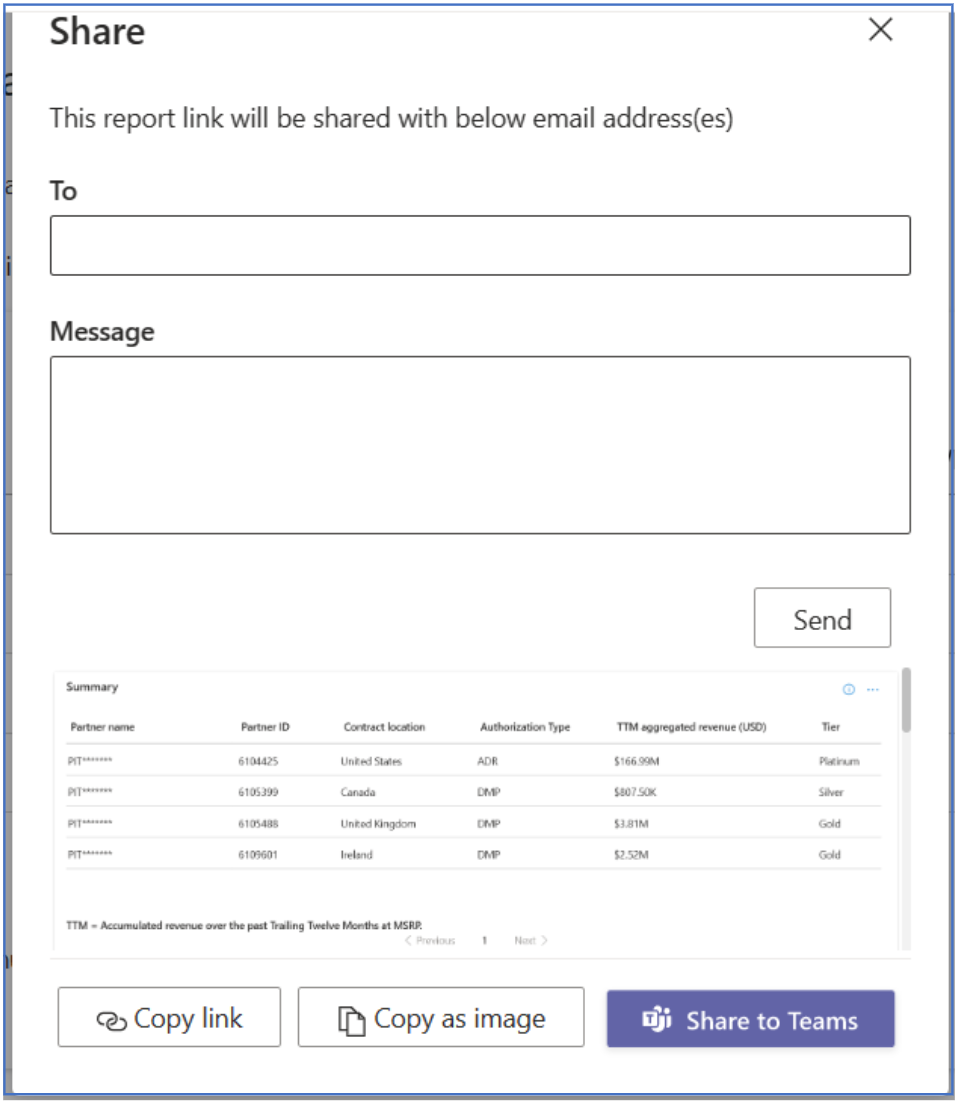 Share
This report link will be shared with below email address(es)
To
Message
Send
Summary
Partner name Partner ID Contract location Authorization Type TTM aggregated revenue (USD) Tier
PIT******* 6104425 United States ADR $166.99M Platinum
PIT******* 6105399 Canada DMP $807.50K Silver
PIT******* 6105488 United Kingdom DMP $3.81M Gold
PIT******* 6109601 Ireland DMP $2.52M Gold
TTM = Accumulated revenue over the past Trailing Twelve Months at MSRP.
Previous 1 Next
Copy link Copy as image Share to Teams